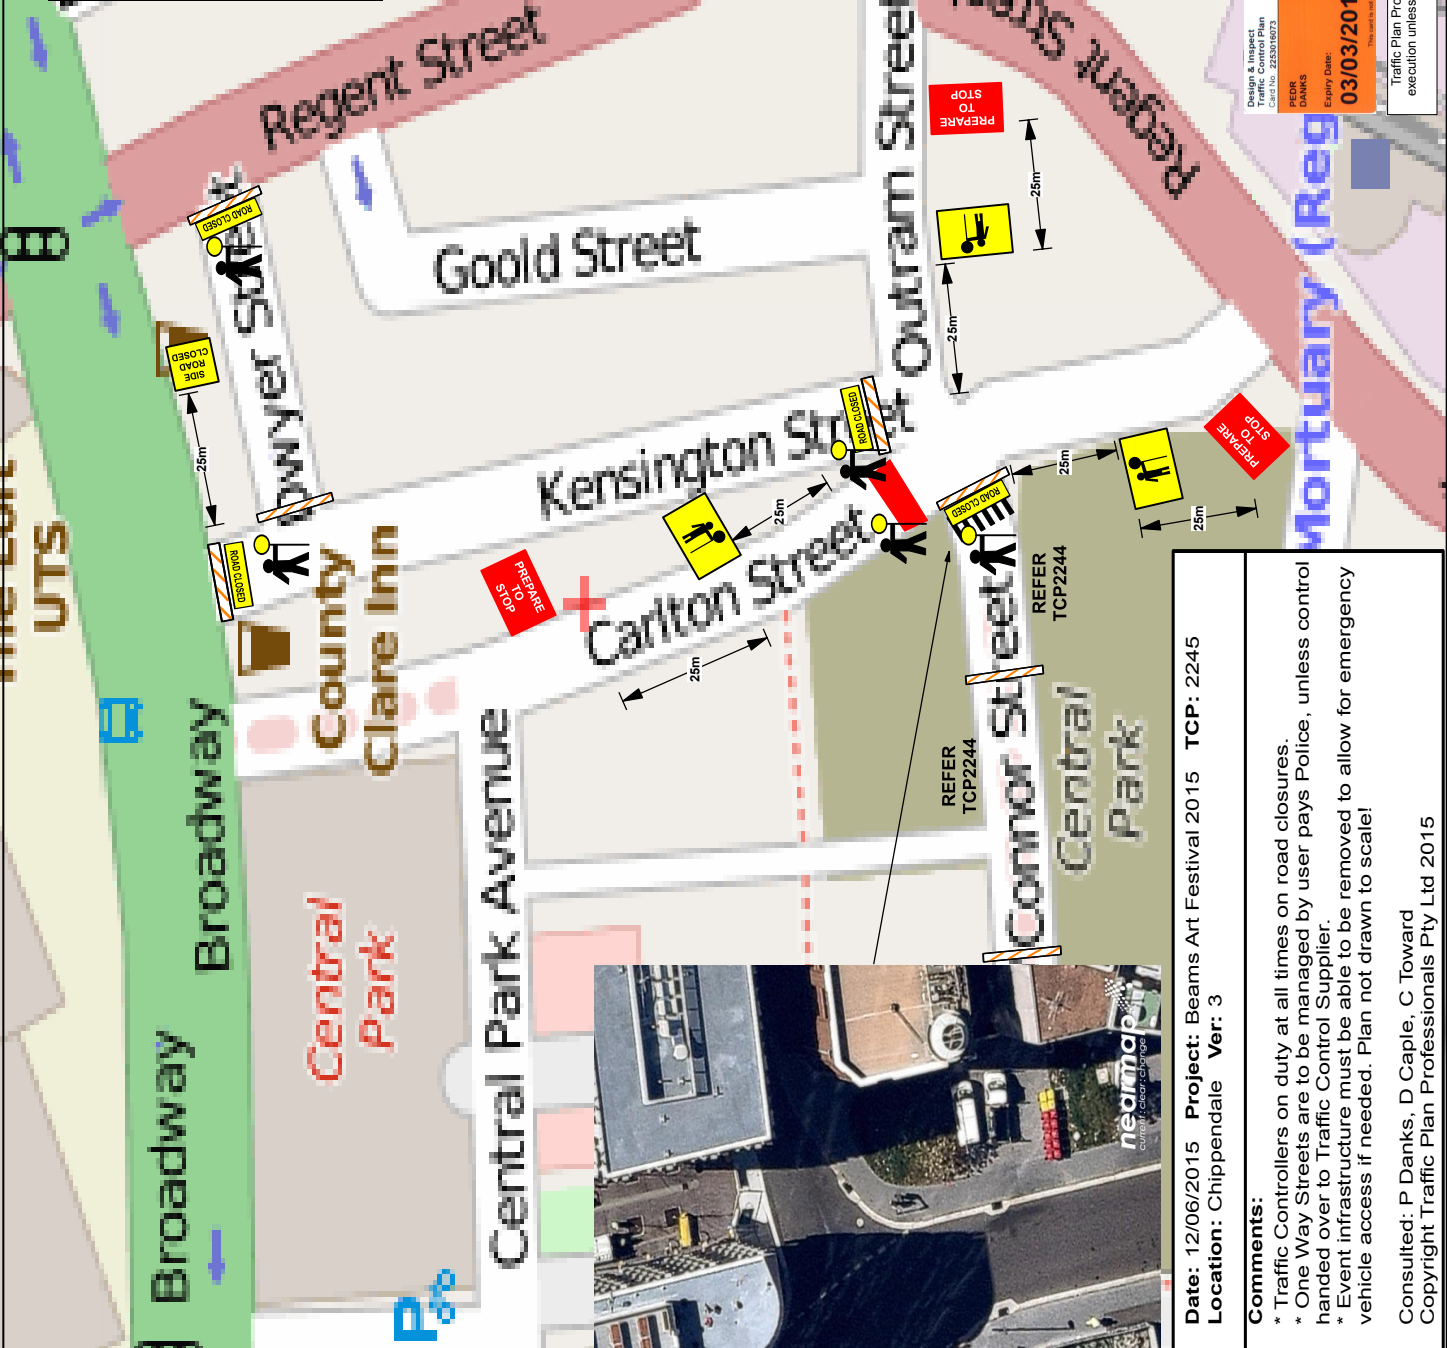 Regent Street
Outram Street
Regent
Goold Street
Kensington
Carlton Street
Connor Street
Central Park Avenue
Broadway
Broadway
UTS
County
Clare Inn
Central
Park
Central
Park
P
Mortuary (Reg
ROAD CLOSED
SIDE
ROAD
CLOSED
ROAD CLOSED
ROAD CLOSED
ROAD CLOSED
PREPARE
TO
STOP
PREPARE
TO
STOP
PREPARE
TO
STOP
25m
25m
25m
25m
25m
25m
25m
REFER
TCP2244
REFER
TCP2244
nearmap
current : clear : change
Design & Inspect
Traffic Control Plan
Card No. 2253016073
PEDR
DANKS
Expiry Date:
03/03/201
This card is not
Traffic Plan Pro
execution unless
Date: 12/06/2015 Project: Beams Art Festival 2015 TCP: 2245
Location: Chippendale Ver: 3
Comments:
* Traffic Controllers on duty at all times on road closures.
* One Way Streets are to be managed by user pays Police, unless control
handed over to Traffic Control Supplier.
* Event infrastructure must be able to be removed to allow for emergency
vehicle access if needed. Plan not drawn to scale!
Consulted: P Danks, D Caple, C Toward
Copyright Traffic Plan Professionals Pty Ltd 2015